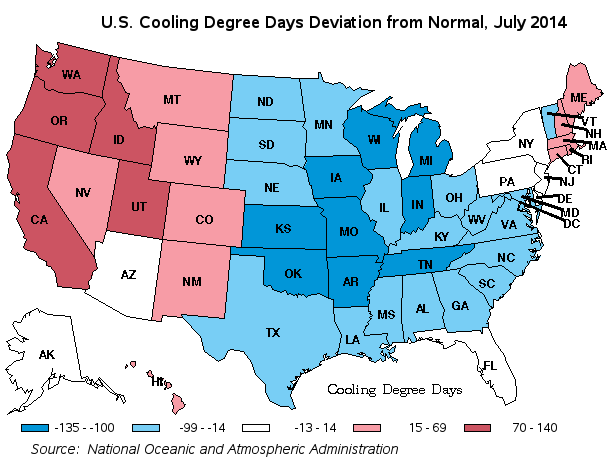 U.S. Cooling Degree Days Deviation from Normal, July 2014
WA
MT
ND
MN
ME
OR
ID
SD
WI
MI
NY
VT
NH
MA
RI
CT
WY
NE
IA
PA
NJ
NV
UT
CO
KS
MO
IL
IN
OH
WV
VA
DE
MD
DC
CA
KY
AZ
NM
OK
AR
TN
NC
SC
TX
LA
MS
AL
GA
AK
HI
FL
Cooling Degree Days
-135 - -100
-99 - -14
-13 - 14
15 - 69
70 - 140
Source: National Oceanic and Atmospheric Administration